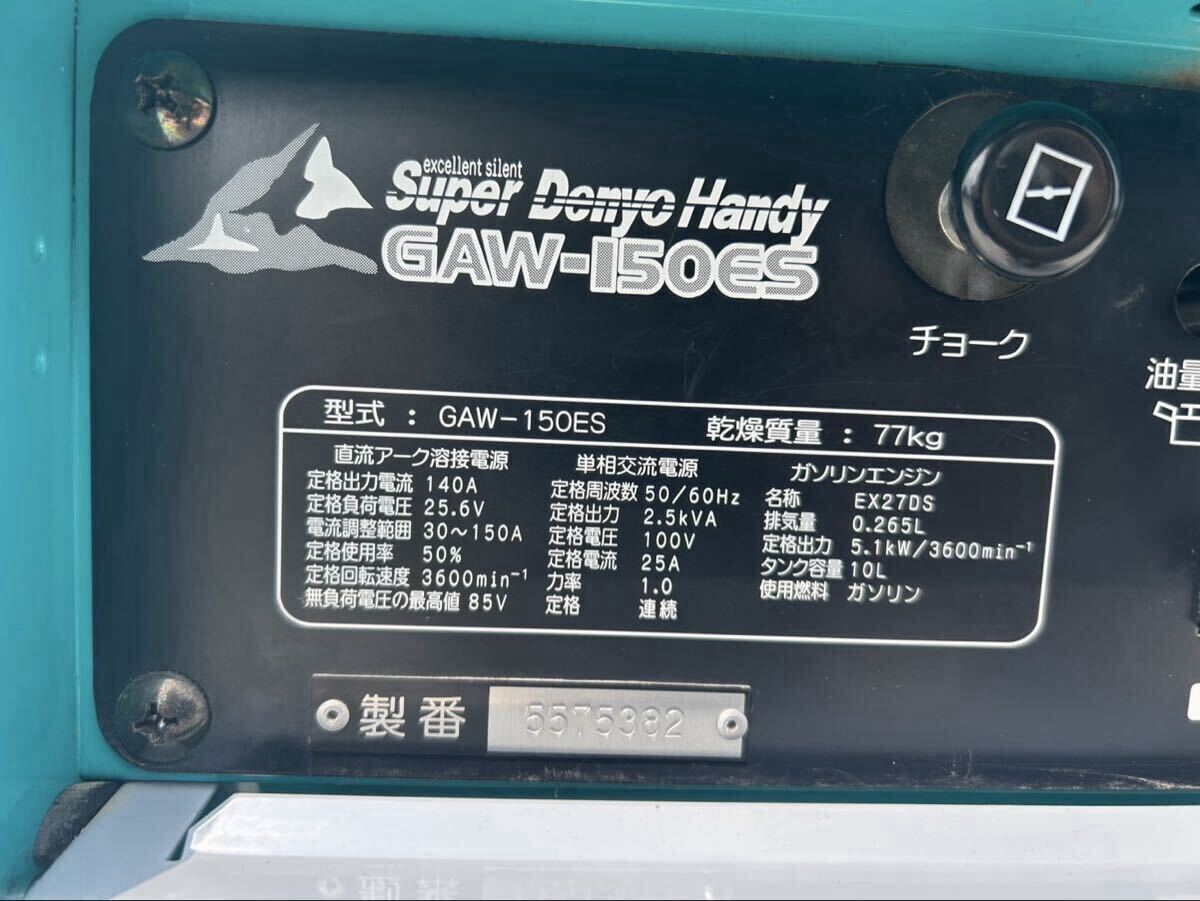 excellent silent
Super Denyo Handy
GAW-150ES
チョーク
油量
型式 : GAW-150ES 乾燥質量 : 77kg
直流アーク溶接電源
定格出力電流 140A
定格負荷電圧 25.6V
電流調整範囲 30～150A
定格使用率 50%
定格回転速度 3600min⁻¹
無負荷電圧の最高値 85V
単相交流電源
定格周波数 50/60Hz
定格出力 2.5kVA
定格電圧 100V
定格電流 25A
力率 1.0
定格 連続
ガソリンエンジン
名称 EX27DS
排気量 0.265L
定格出力 5.1kW/3600min⁻¹
タンク容量 10L
使用燃料 ガソリン
製番 5575382